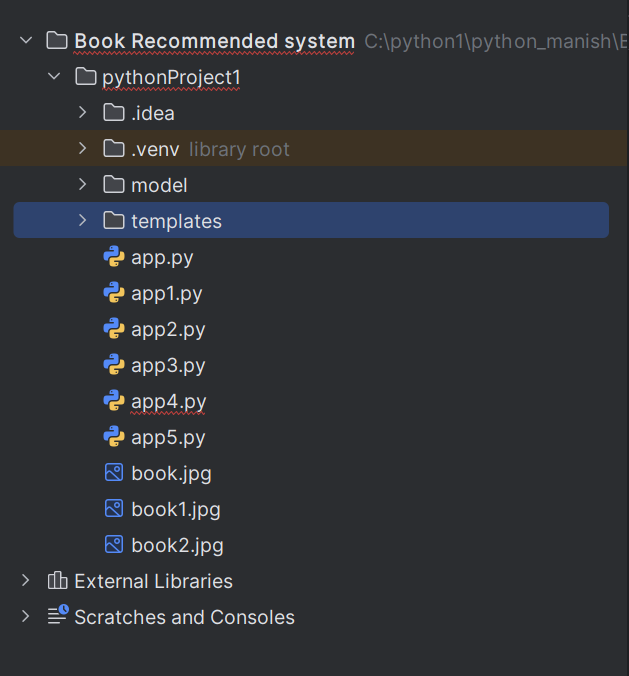 Book Recommended system C:\python1\python_manish\
pythonProject1
.idea
.venv library root
model
templates
app.py
app1.py
app2.py
app3.py
app4.py
app5.py
book.jpg
book1.jpg
book2.jpg
External Libraries
Scratches and Consoles